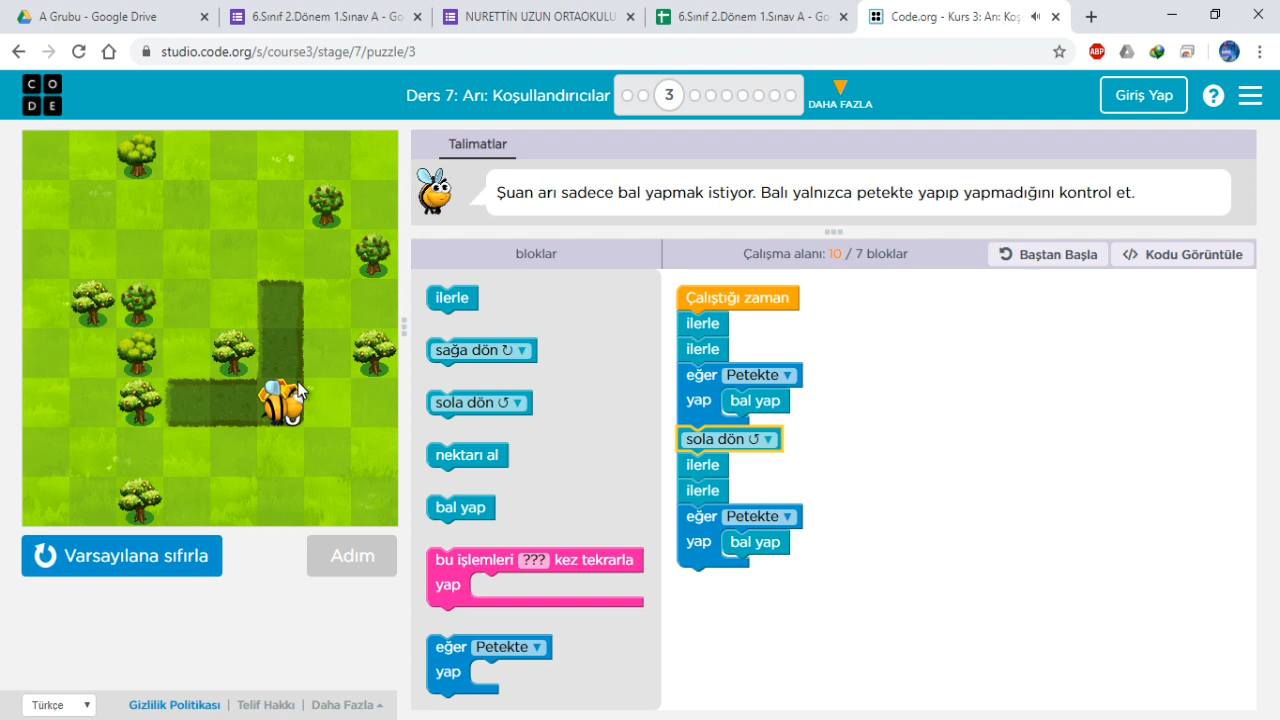 A Grubu - Google Drive
6.Sınıf 2.Dönem 1.Sınav A - Go
NURETTİN UZUN ORTAOKULU
6.Sınıf 2.Dönem 1.Sınav A - Go
Code.org - Kurs 3: Arı: Koş
studio.code.org/s/course3/stage/7/puzzle/3
ABP
C O
D E
Ders 7: Arı: Koşullandırıcılar
3
DAHA FAZLA
Giriş Yap
?
Talimatlar
Şuan arı sadece bal yapmak istiyor. Balı yalnızca petekte yapıp yapmadığını kontrol et.
bloklar
Çalışma alanı: 10 / 7 bloklar
Baştan Başla
</> Kodu Görüntüle
ilerle
sağa dön ↻
sola dön ↺
nektarı al
bal yap
bu işlemleri ??? kez tekrarla
yap
eğer Petekte
yap
Çalıştığı zaman
ilerle
ilerle
eğer Petekte
yap bal yap
sola dön ↺
ilerle
ilerle
eğer Petekte
yap bal yap
Varsayılana sıfırla
Adım
Türkçe
Gizlilik Politikası | Telif Hakkı | Daha Fazla